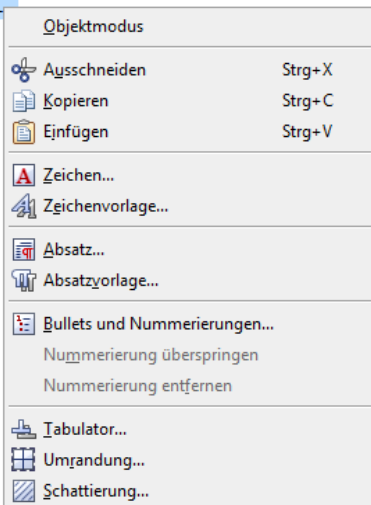 Objektmodus
Ausschneiden Strg+X
Kopieren Strg+C
Einfügen Strg+V
Zeichen...
Zeichenvorlage...
Absatz...
Absatzvorlage...
Bullets und Nummerierungen...
Nummerierung überspringen
Nummerierung entfernen
Tabulator...
Umrandung...
Schattierung...